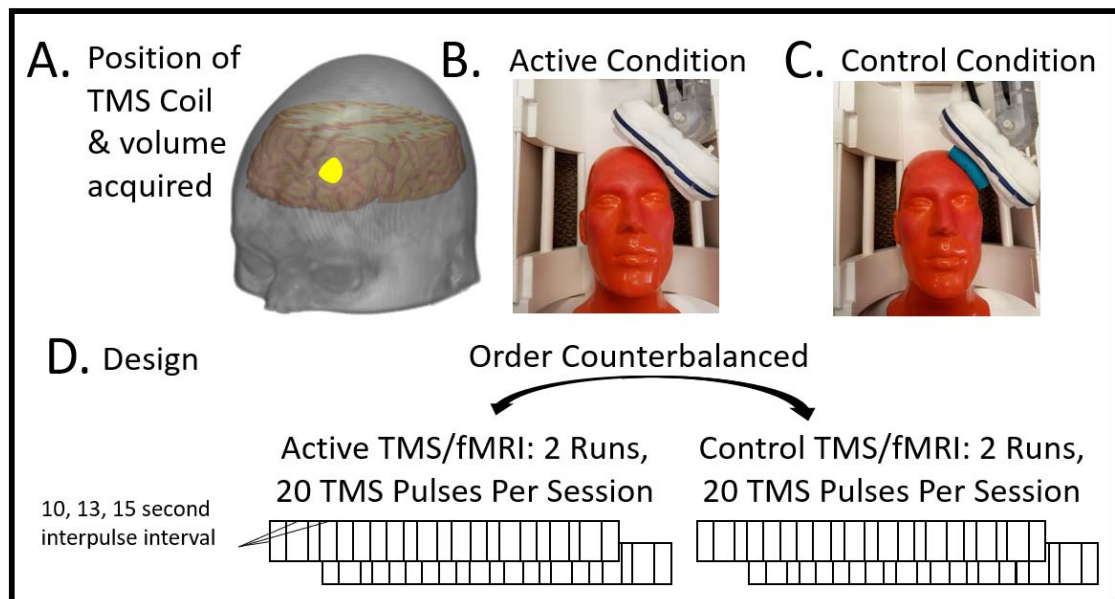 A. Position of
TMS Coil
& volume
acquired
B. Active Condition
C. Control Condition
D. Design
Order Counterbalanced
Active TMS/fMRI: 2 Runs,
20 TMS Pulses Per Session
Control TMS/fMRI: 2 Runs,
20 TMS Pulses Per Session
10, 13, 15 second
interpulse interval